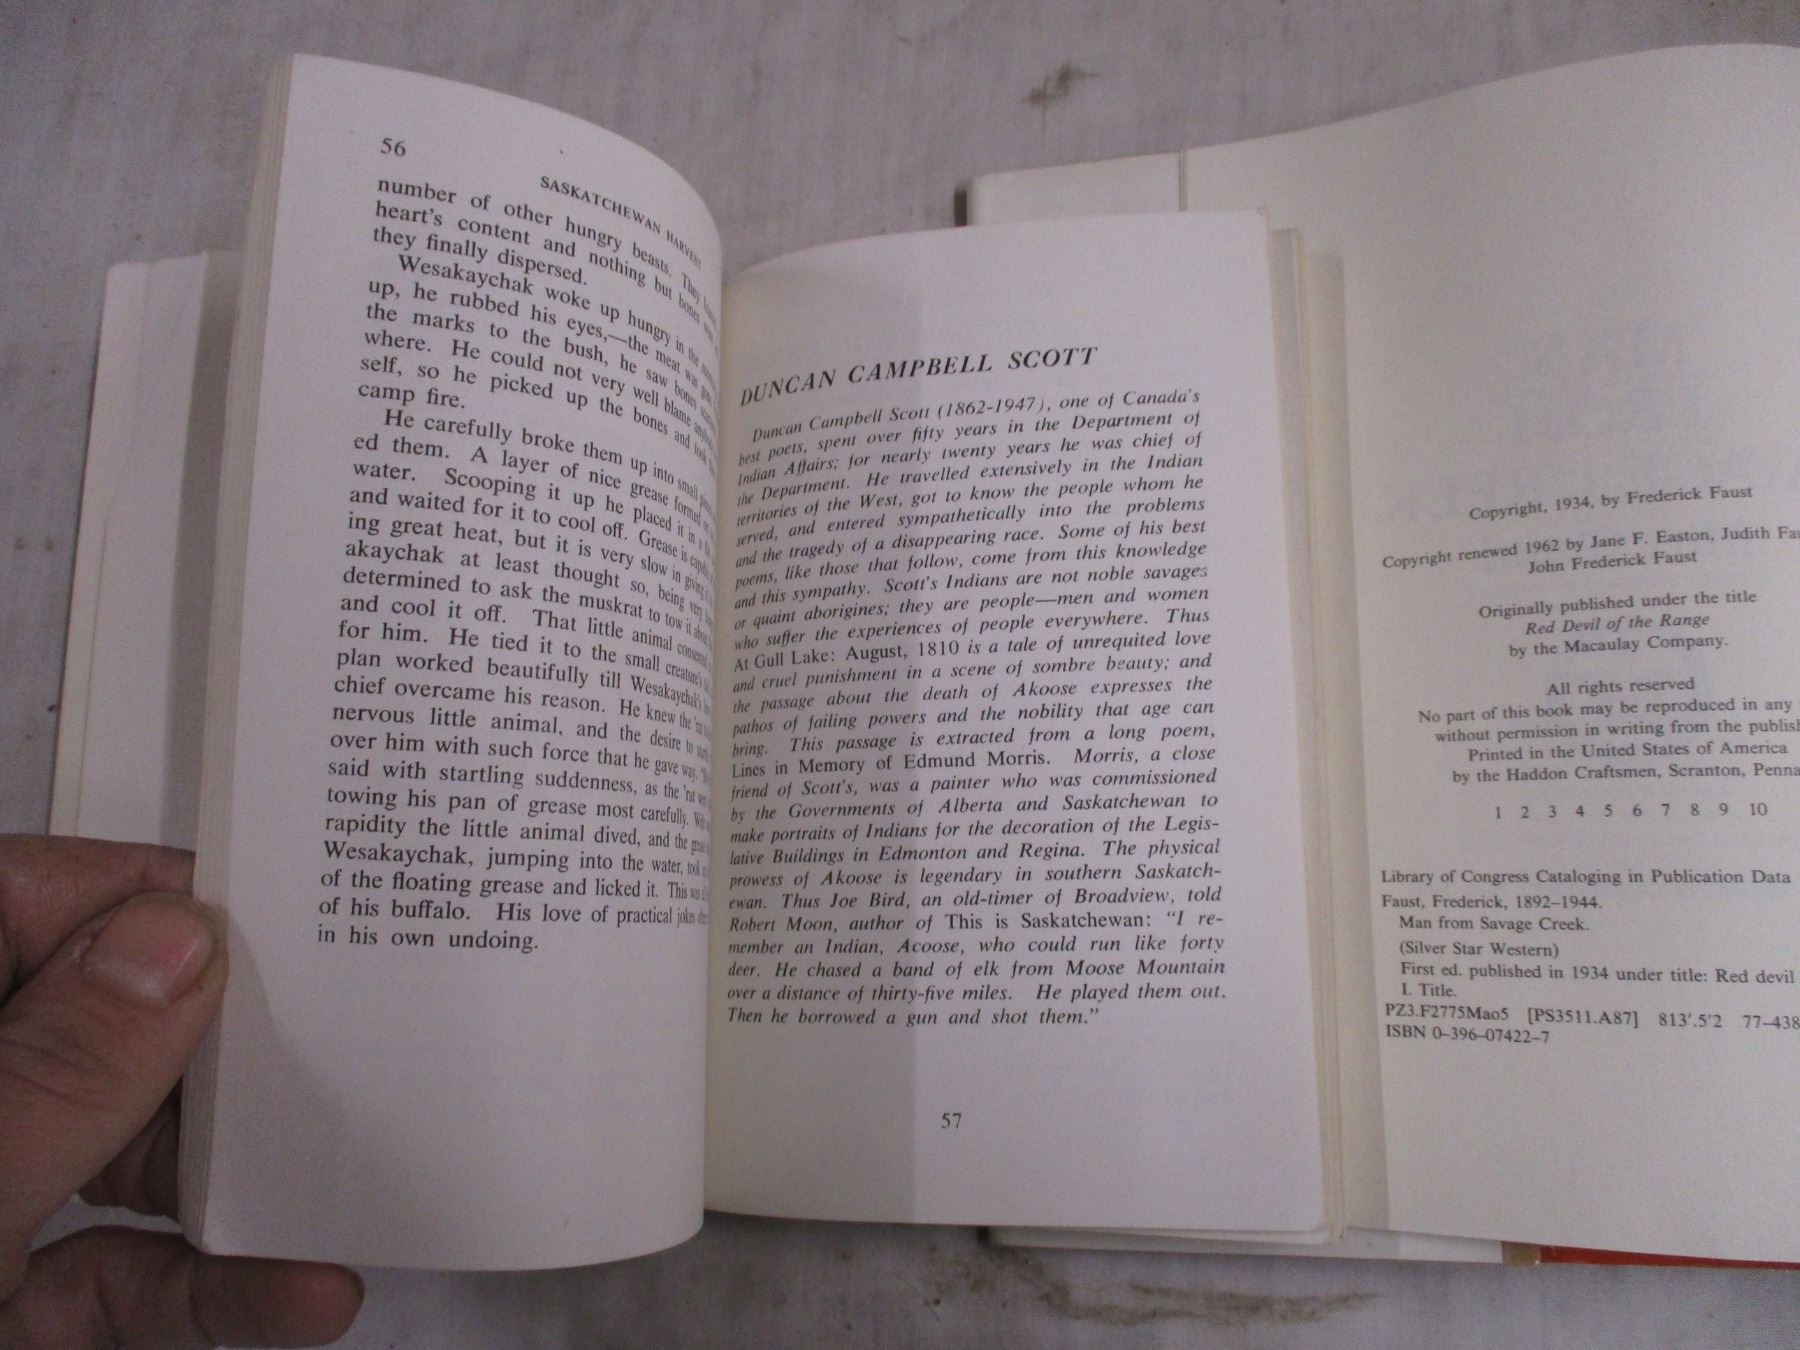 56
SASKATCHEWAN HARVEST
number of other hungry beasts. They
heart's content and nothing but bones
they finally dispersed.
Wesakaychak woke up hungry in the
up, he rubbed his eyes,—the meat was
the marks to the bush, he saw bones
where. He could not very well blame
self, so he picked up the bones and took
camp fire.
He carefully broke them up into small
ed them. A layer of nice grease formed on
water. Scooping it up he placed it in a
and waited for it to cool off. Grease is
ing great heat, but it is very slow in giving
akaychak at least thought so, being very
determined to ask the muskrat to tow it about
and cool it off. That little animal consented
for him. He tied it to the small creature's
plan worked beautifully till Wesakaychak's
chief overcame his reason. He knew the 'rat
nervous little animal, and the desire to
over him with such force that he gave way.
said with startling suddenness, as the 'rat
towing his pan of grease most carefully. With
rapidity the little animal dived, and the
Wesakaychak, jumping into the water, took
of the floating grease and licked it. This was
of his buffalo. His love of practical jokes
in his own undoing.
DUNCAN CAMPBELL SCOTT
Duncan Campbell Scott (1862-1947), one of Canada's
best poets, spent over fifty years in the Department of
Indian Affairs; for nearly twenty years he was chief of
the Department. He travelled extensively in the Indian
territories of the West, got to know the people whom he
served, and entered sympathetically into the problems
and the tragedy of a disappearing race. Some of his best
poems, like those that follow, come from this knowledge
and this sympathy. Scott's Indians are not noble savages
or quaint aborigines; they are people—men and women
who suffer the experiences of people everywhere. Thus
At Gull Lake: August, 1810 is a tale of unrequited love
and cruel punishment in a scene of sombre beauty; and
the passage about the death of Akoose expresses the
pathos of failing powers and the nobility that age can
bring. This passage is extracted from a long poem,
Lines in Memory of Edmund Morris. Morris, a close
friend of Scott's, was a painter who was commissioned
by the Governments of Alberta and Saskatchewan to
make portraits of Indians for the decoration of the Legis-
lative Buildings in Edmonton and Regina. The physical
prowess of Akoose is legendary in southern Saskatch-
ewan. Thus Joe Bird, an old-timer of Broadview, told
Robert Moon, author of This is Saskatchewan: "I re-
member an Indian, Acoose, who could run like forty
deer. He chased a band of elk from Moose Mountain
over a distance of thirty-five miles. He played them out.
Then he borrowed a gun and shot them."
57
Copyright, 1934, by Frederick Faust
Copyright renewed 1962 by Jane F. Easton, Judith Fau
John Frederick Faust
Originally published under the title
Red Devil of the Range
by the Macaulay Company.
All rights reserved
No part of this book may be reproduced in any
without permission in writing from the publish
Printed in the United States of America
by the Haddon Craftsmen, Scranton, Penna
1 2 3 4 5 6 7 8 9 10
Library of Congress Cataloging in Publication Data
Faust, Frederick, 1892–1944.
Man from Savage Creek.
(Silver Star Western)
First ed. published in 1934 under title: Red devil
I. Title.
PZ3.F2775Mao5 [PS3511.A87] 813'.5'2 77–438
ISBN 0–396–07422–7